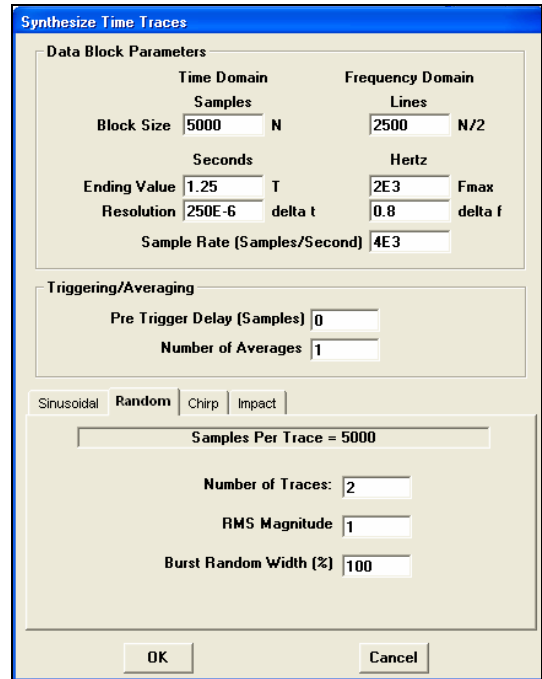 Synthesize Time Traces
Data Block Parameters
Time Domain Frequency Domain
Samples Lines
Block Size 5000 N 2500 N/2
Seconds Hertz
Ending Value 1.25 T 2E3 Fmax
Resolution 250E-6 delta t 0.8 delta f
Sample Rate (Samples/Second) 4E3
Triggering/Averaging
Pre Trigger Delay (Samples) 0
Number of Averages 1
Sinusoidal Random Chirp Impact
Samples Per Trace = 5000
Number of Traces: 2
RMS Magnitude 1
Burst Random Width (%) 100
OK Cancel